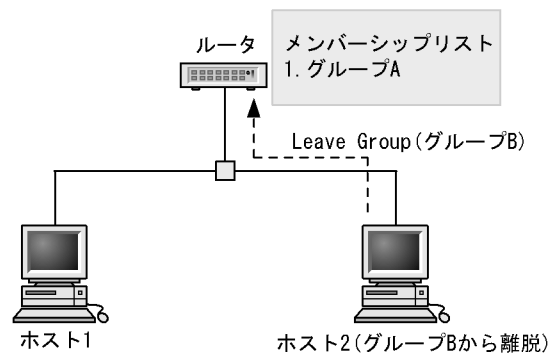 ルータ
メンバーシップリスト
1.グループA
Leave Group(グループB)
ホスト1
ホスト2(グループBから離脱)